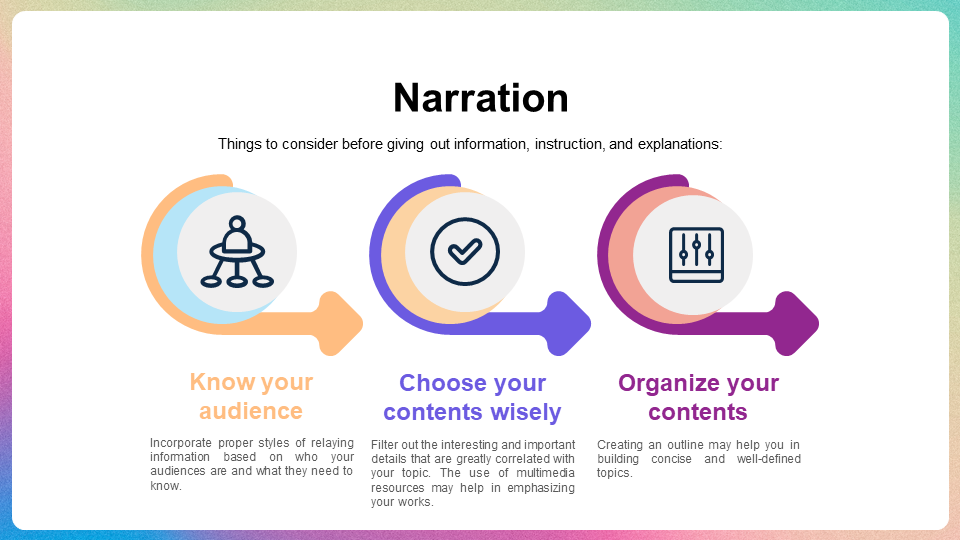 Narration
Things to consider before giving out information, instruction, and explanations:
Know your
audience
Incorporate proper styles of relaying
information based on who your
audiences are and what they need to
know.
Choose your
contents wisely
Filter out the interesting and important
details that are greatly correlated with
your topic. The use of multimedia
resources may help in emphasizing
your works.
Organize your
contents
Creating an outline may help you in
building concise and well-defined
topics.